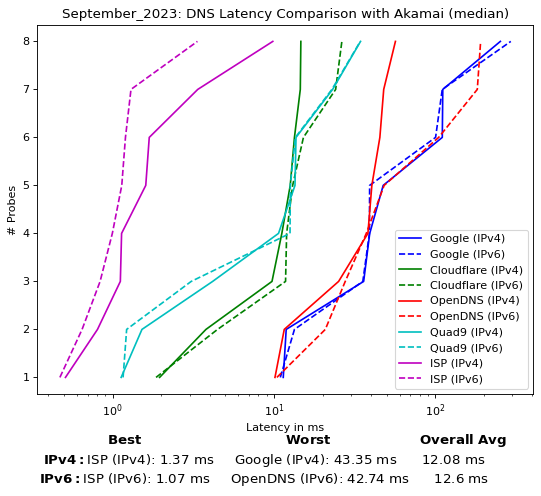 September_2023: DNS Latency Comparison with Akamai (median)
8
7
6
5
4
3
2
1
# Probes
Google (IPv4)
Google (IPv6)
Cloudflare (IPv4)
Cloudflare (IPv6)
OpenDNS (IPv4)
OpenDNS (IPv6)
Quad9 (IPv4)
Quad9 (IPv6)
ISP (IPv4)
ISP (IPv6)
10⁰ 10¹ 10²
Latency in ms
Best Worst Overall Avg
IPv4: ISP (IPv4): 1.37 ms Google (IPv4): 43.35 ms 12.08 ms
IPv6: ISP (IPv6): 1.07 ms OpenDNS (IPv6): 42.74 ms 12.6 ms